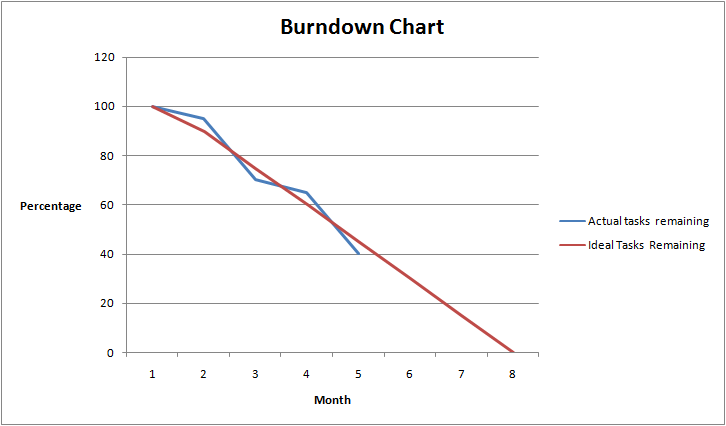 Burndown Chart
120
100
80
60
40
20
0
Percentage
1 2 3 4 5 6 7 8
Month
Actual tasks remaining
Ideal Tasks Remaining